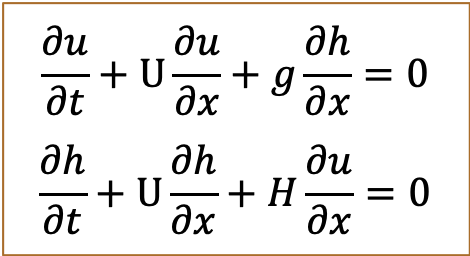 ∂u/∂t + U ∂u/∂x + g ∂h/∂x = 0
∂h/∂t + U ∂h/∂x + H ∂u/∂x = 0